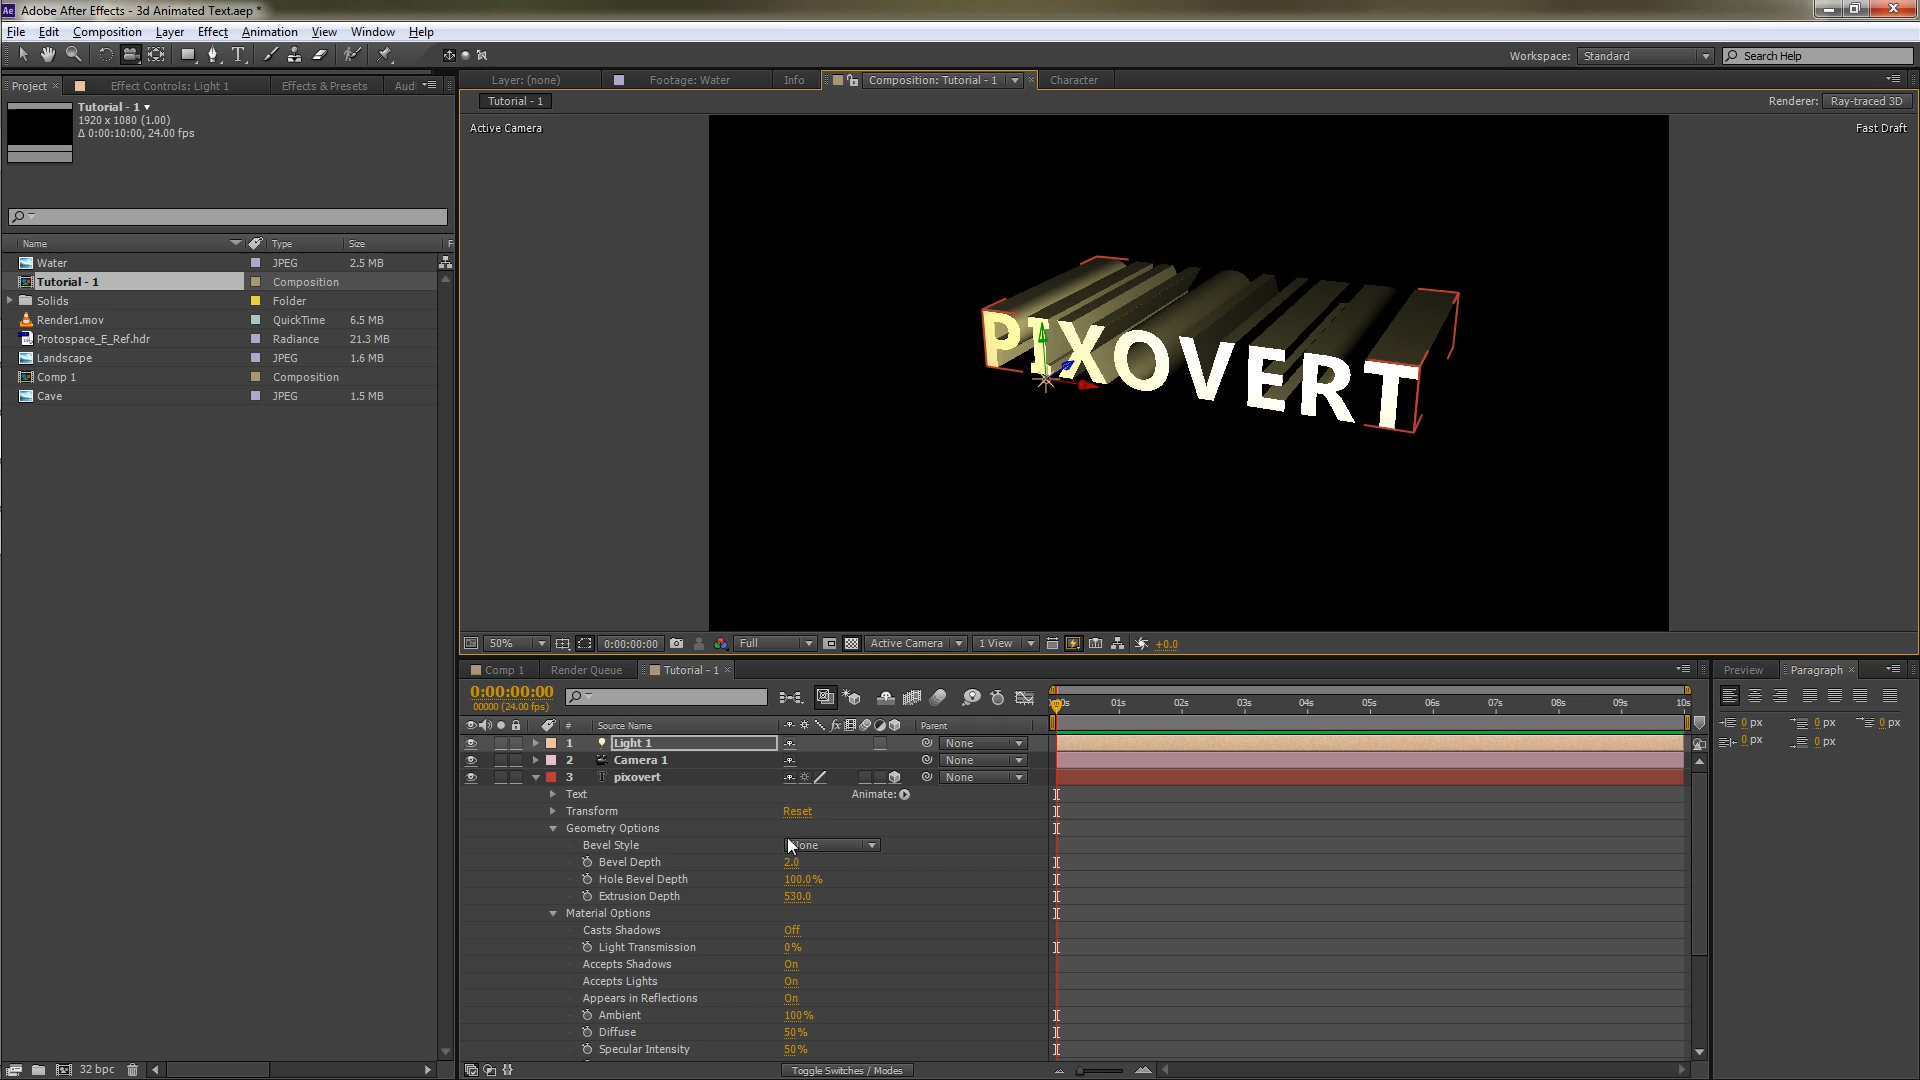 Ae Adobe After Effects - 3d Animated Text.aep *
File Edit Composition Layer Effect Animation View Window Help
Workspace: Standard Search Help
Project Effect Controls: Light 1 Effects & Presets Aud
Layer: (none) Footage: Water Info Composition: Tutorial - 1 Character
Tutorial - 1
1920 x 1080 (1.00)
Δ 0:00:10:00, 24.00 fps
Tutorial - 1 Renderer: Ray-traced 3D
Active Camera Fast Draft
Name Type Size F
Water JPEG 2.5 MB
Tutorial - 1 Composition
Solids Folder
Render1.mov QuickTime 6.5 MB
Protospace_E_Ref.hdr Radiance 21.3 MB
Landscape JPEG 1.6 MB
Comp 1 Composition
Cave JPEG 1.5 MB
PIXOVERT
50% 0:00:00:00 Full Active Camera 1 View +0.0
Comp 1 Render Queue Tutorial - 1 Preview Paragraph
0:00:00:00
00000 (24.00 fps)
01s 02s 03s 04s 05s 06s 07s 08s 09s 10s
# Source Name fx Parent
0 px 0 px 0 px
0 px 0 px
1 Light 1 None
2 Camera 1 None
3 T pixovert None
Text Animate:
Transform Reset
Geometry Options
Bevel Style None
Bevel Depth 2.0
Hole Bevel Depth 100.0%
Extrusion Depth 530.0
Material Options
Casts Shadows Off
Light Transmission 0%
Accepts Shadows On
Accepts Lights On
Appears in Reflections On
Ambient 100%
Diffuse 50%
Specular Intensity 50%
32 bpc Toggle Switches / Modes